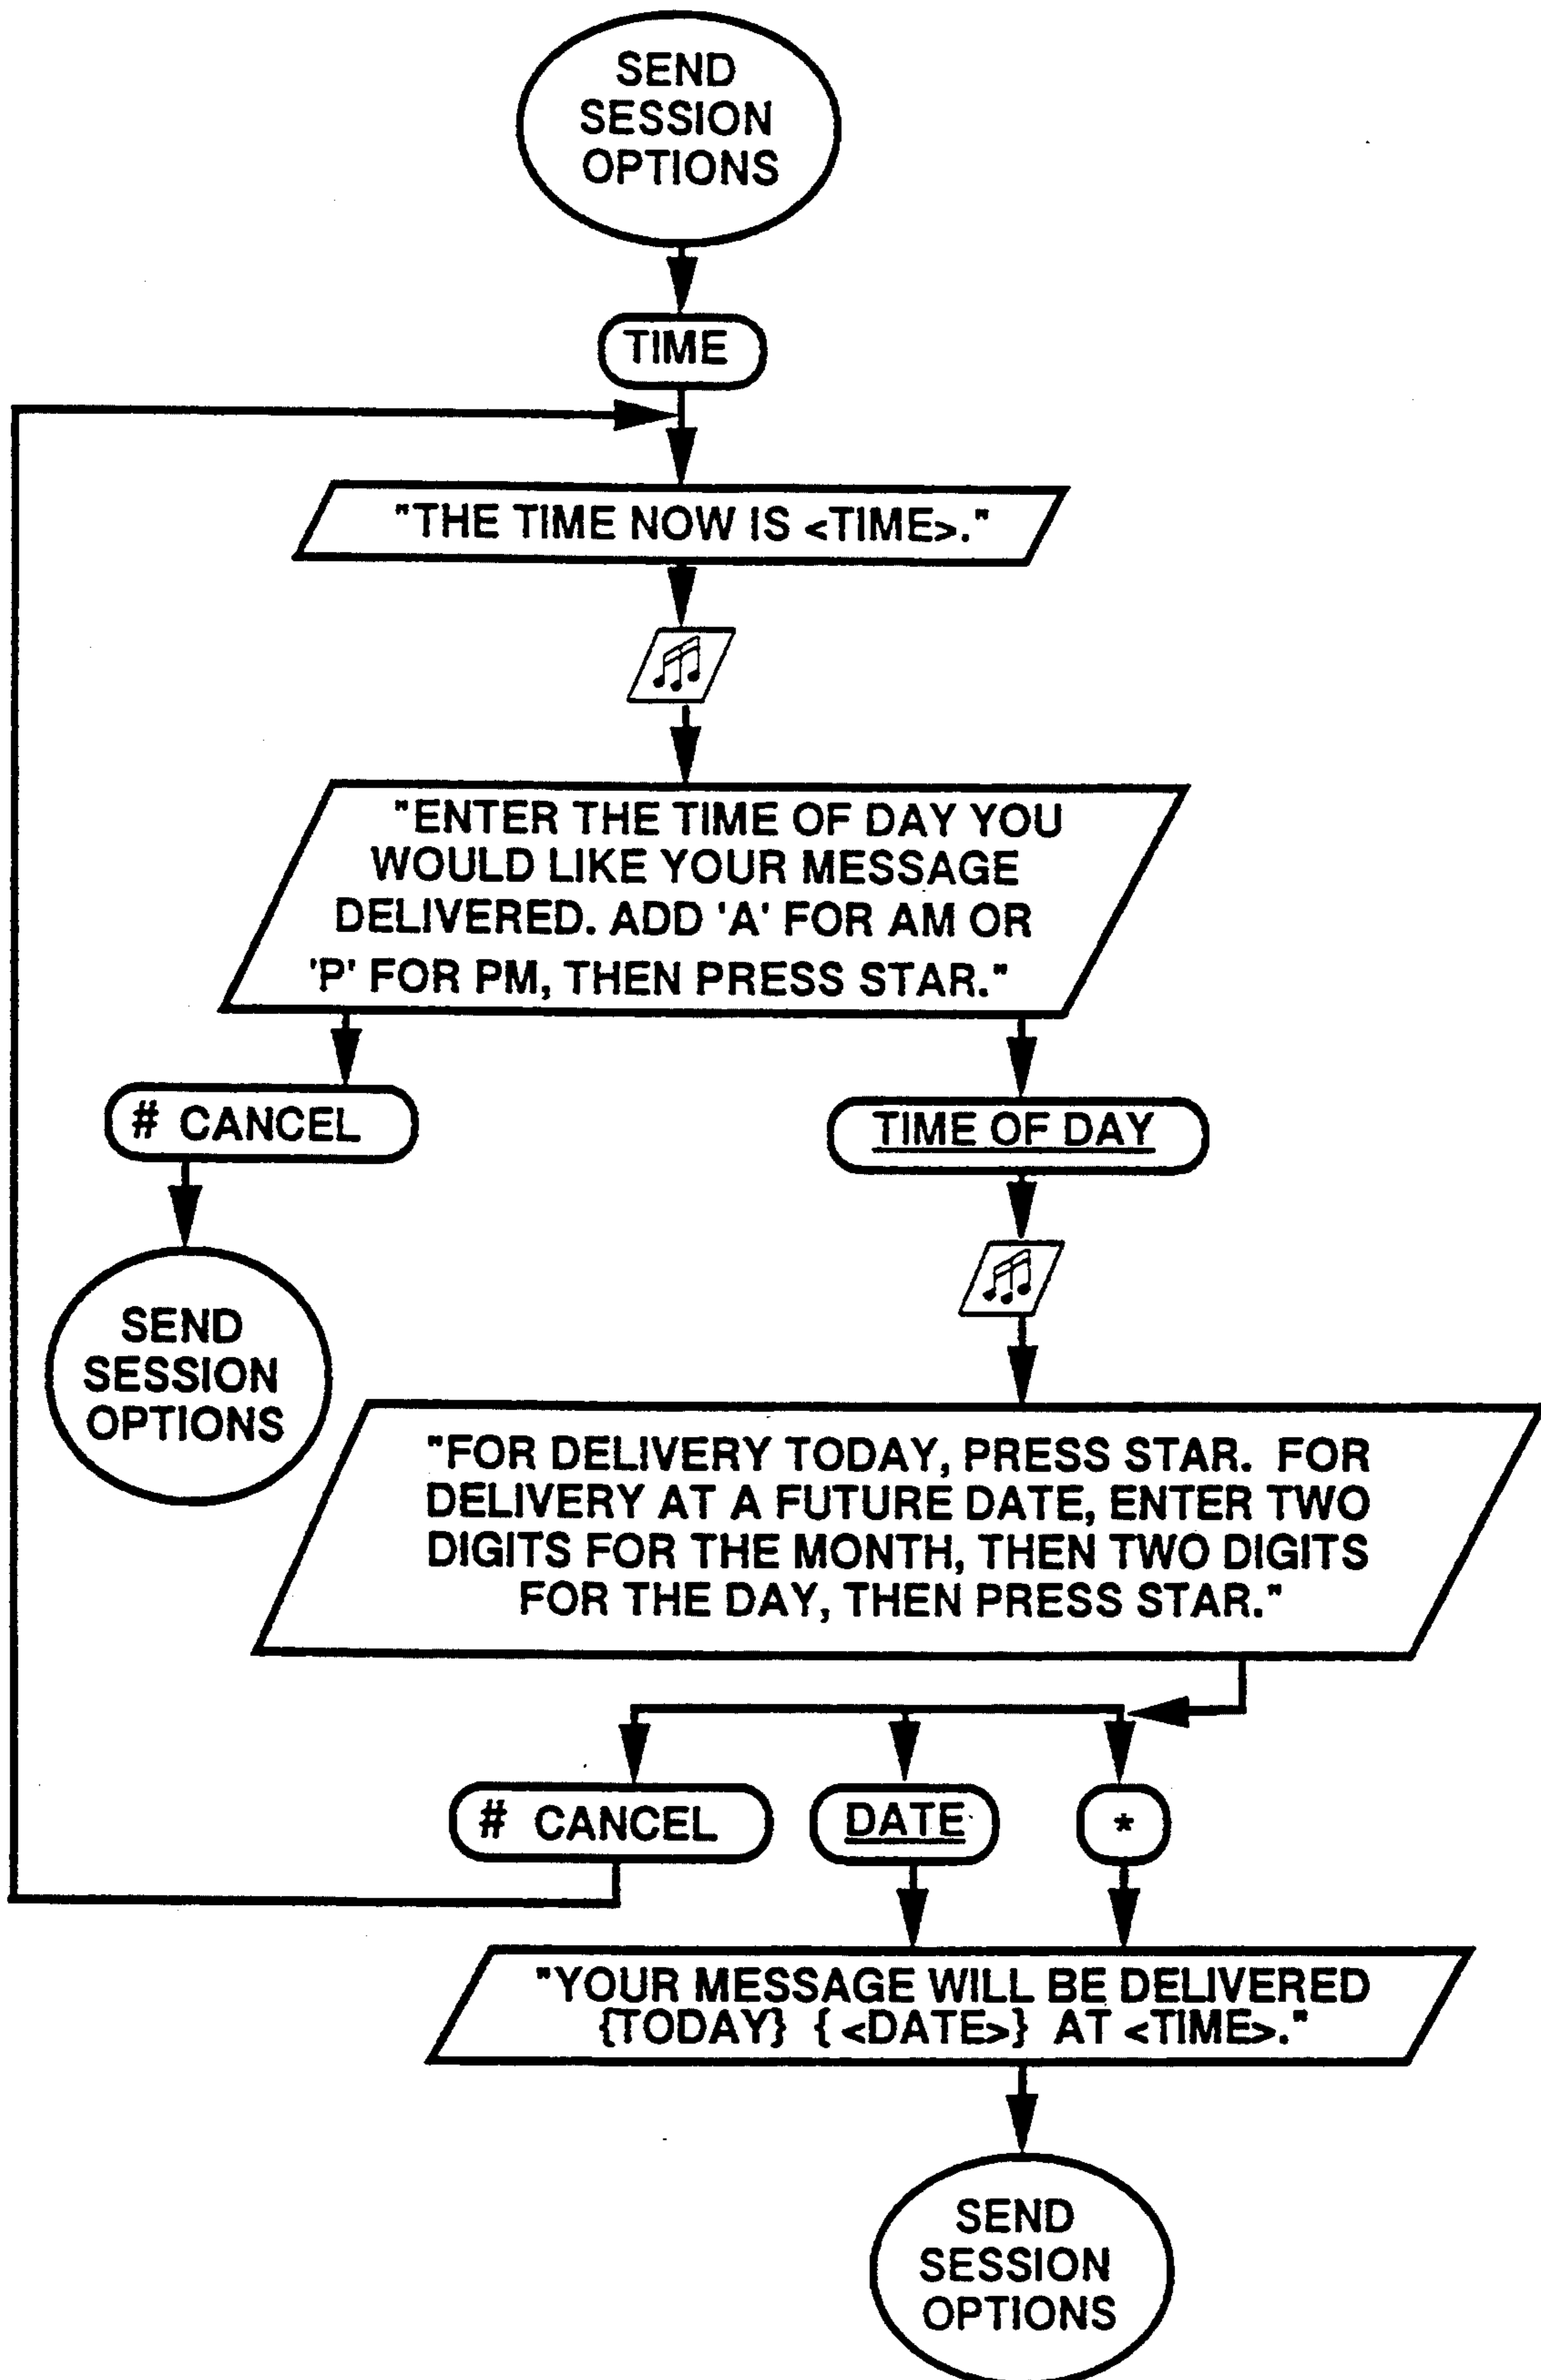 SEND
SESSION
OPTIONS
TIME
"THE TIME NOW IS <TIME>."
"ENTER THE TIME OF DAY YOU
WOULD LIKE YOUR MESSAGE
DELIVERED. ADD 'A' FOR AM OR
'P' FOR PM, THEN PRESS STAR."
# CANCEL
TIME OF DAY
SEND
SESSION
OPTIONS
"FOR DELIVERY TODAY, PRESS STAR. FOR
DELIVERY AT A FUTURE DATE, ENTER TWO
DIGITS FOR THE MONTH, THEN TWO DIGITS
FOR THE DAY, THEN PRESS STAR."
# CANCEL
DATE
*
"YOUR MESSAGE WILL BE DELIVERED
{TODAY} { <DATE>} AT <TIME>."
SEND
SESSION
OPTIONS